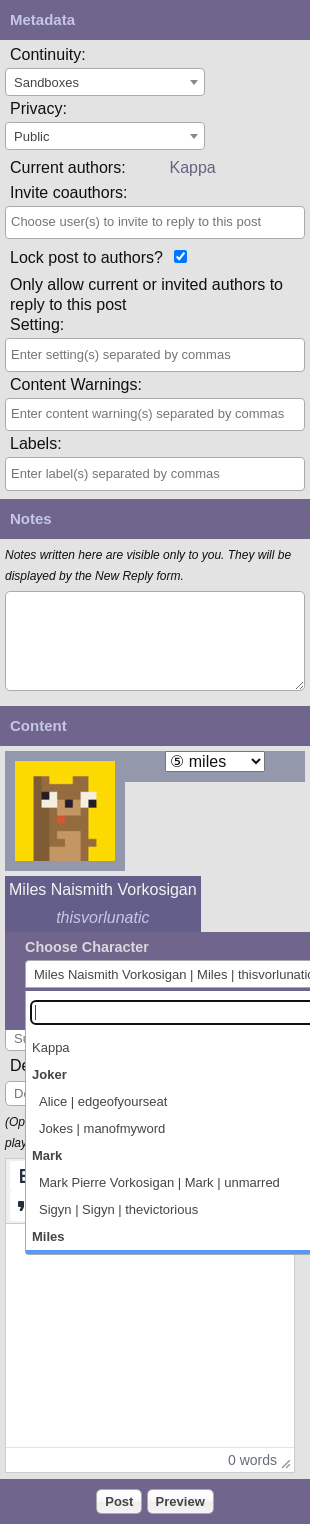 Metadata
Continuity:
Sandboxes
Privacy:
Public
Current authors: Kappa
Invite coauthors:
Choose user(s) to invite to reply to this post
Lock post to authors?
Only allow current or invited authors to
reply to this post
Setting:
Enter setting(s) separated by commas
Content Warnings:
Enter content warning(s) separated by commas
Labels:
Enter label(s) separated by commas
Notes
Notes written here are visible only to you. They will be
displayed by the New Reply form.
Content
⑤ miles
Miles Naismith Vorkosigan
thisvorlunatic
Choose Character
Miles Naismith Vorkosigan | Miles | thisvorlunatic
Kappa
Joker
Alice | edgeofyourseat
Jokes | manofmyword
Mark
Mark Pierre Vorkosigan | Mark | unmarred
Sigyn | Sigyn | thevictorious
Miles
0 words
Post Preview